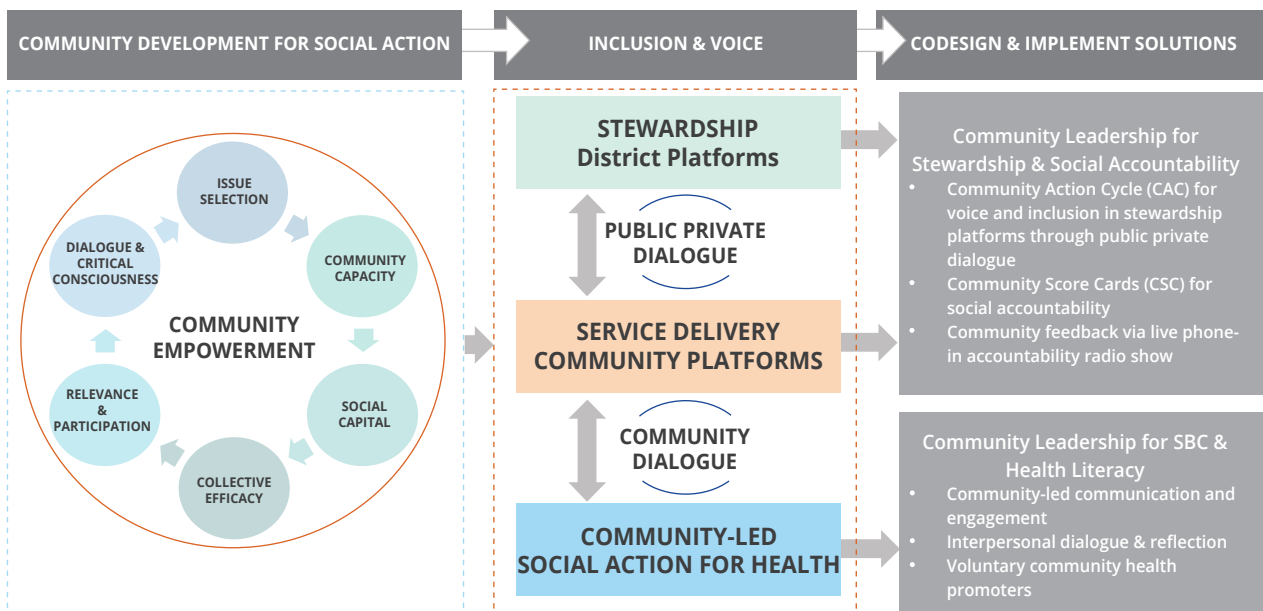 COMMUNITY DEVELOPMENT FOR SOCIAL ACTION
INCLUSION & VOICE
CODESIGN & IMPLEMENT SOLUTIONS
ISSUE
SELECTION
COMMUNITY
CAPACITY
SOCIAL
CAPITAL
COLLECTIVE
EFFICACY
RELEVANCE
&
PARTICIPATION
DIALOGUE &
CRITICAL
CONSCIOUSNESS
COMMUNITY
EMPOWERMENT
STEWARDSHIP
District Platforms
PUBLIC PRIVATE
DIALOGUE
SERVICE DELIVERY
COMMUNITY PLATFORMS
COMMUNITY
DIALOGUE
COMMUNITY-LED
SOCIAL ACTION FOR HEALTH
Community Leadership for
Stewardship & Social Accountability
• Community Action Cycle (CAC) for
voice and inclusion in stewardship
platforms through public private
dialogue
• Community Score Cards (CSC) for
social accountability
• Community feedback via live phone-
in accountability radio show
Community Leadership for SBC &
Health Literacy
• Community-led communication and
engagement
• Interpersonal dialogue & reflection
• Voluntary community health
promoters